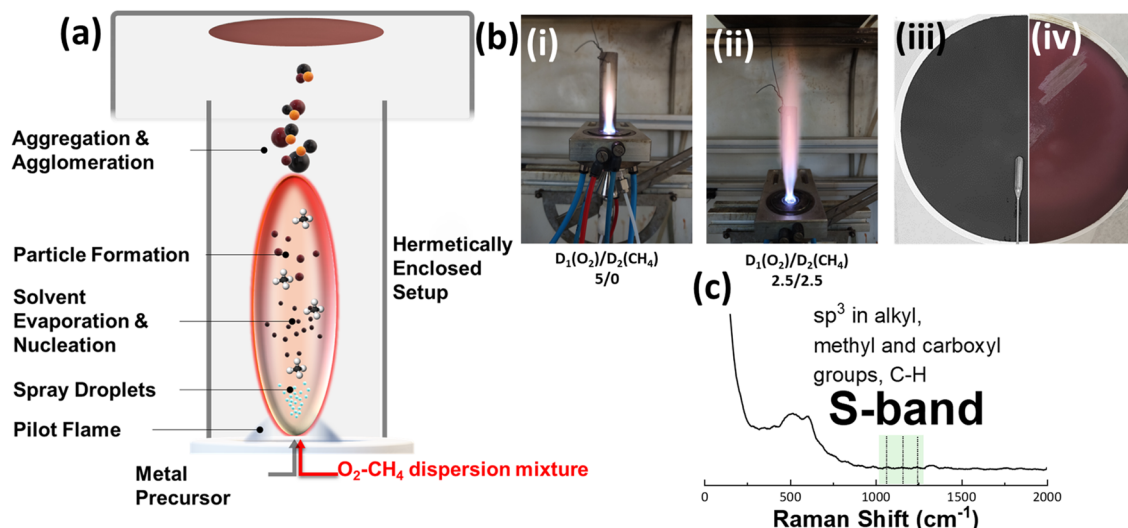 (a)
Aggregation &
Agglomeration
Particle Formation
Solvent
Evaporation &
Nucleation
Spray Droplets
Pilot Flame
Metal
Precursor
O₂-CH₄ dispersion mixture
Hermetically
Enclosed
Setup
(b)
(i)
(ii)
(iii)
(iv)
D₁(O₂)/D₂(CH₄)
5/0
D₁(O₂)/D₂(CH₄)
2.5/2.5
(c)
sp³ in alkyl,
methyl and carboxyl
groups, C-H
S-band
0 500 1000 1500 2000
Raman Shift (cm⁻¹)